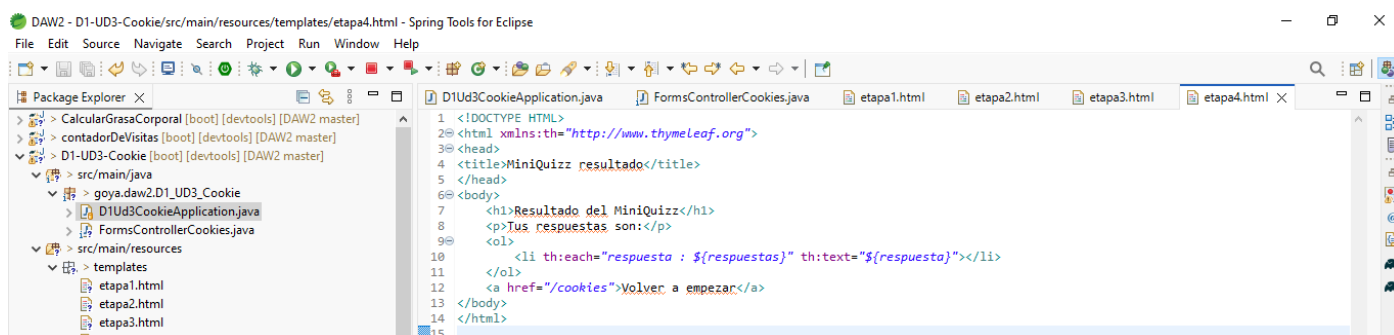 DAW2 - D1-UD3-Cookie/src/main/resources/templates/etapa4.html - Spring Tools for Eclipse
File Edit Source Navigate Search Project Run Window Help
Package Explorer
> CalcularGrasaCorporal [boot] [devtools] [DAW2 master]
> contadorDeVisitas [boot] [devtools] [DAW2 master]
> D1-UD3-Cookie [boot] [devtools] [DAW2 master]
> src/main/java
> goya.daw2.D1_UD3_Cookie
> D1Ud3CookieApplication.java
> FormsControllerCookies.java
> src/main/resources
> templates
etapa1.html
etapa2.html
etapa3.html
D1Ud3CookieApplication.java FormsControllerCookies.java etapa1.html etapa2.html etapa3.html etapa4.html
1 <!DOCTYPE HTML>
2 <html xmlns:th="http://www.thymeleaf.org">
3 <head>
4 <title>MiniQuizz resultado</title>
5 </head>
6 <body>
7 <h1>Resultado del MiniQuizz</h1>
8 <p>Tus respuestas son:</p>
9 <ol>
10 <li th:each="respuesta : ${respuestas}" th:text="${respuesta}"></li>
11 </ol>
12 <a href="/cookies">Volver a empezar</a>
13 </body>
14 </html>
15